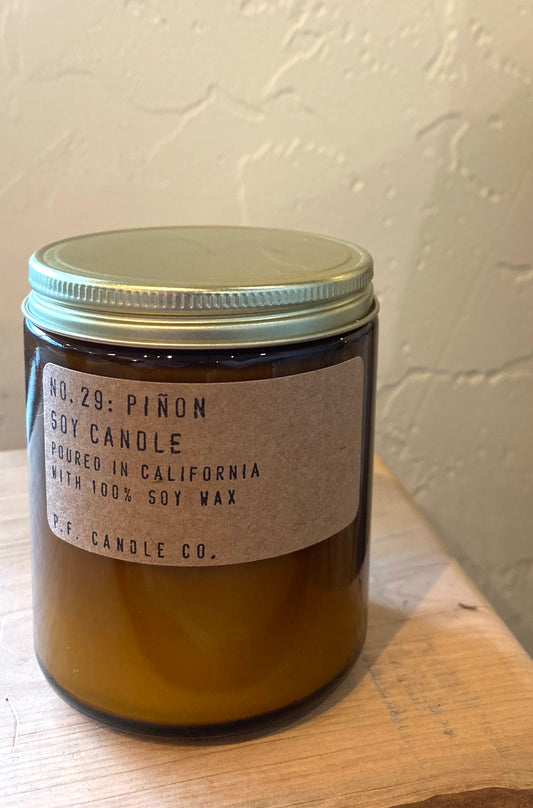 NO. 29: PIÑON
SOY CANDLE
POURED IN CALIFORNIA
WITH 100% SOY WAX
P.F. CANDLE CO.